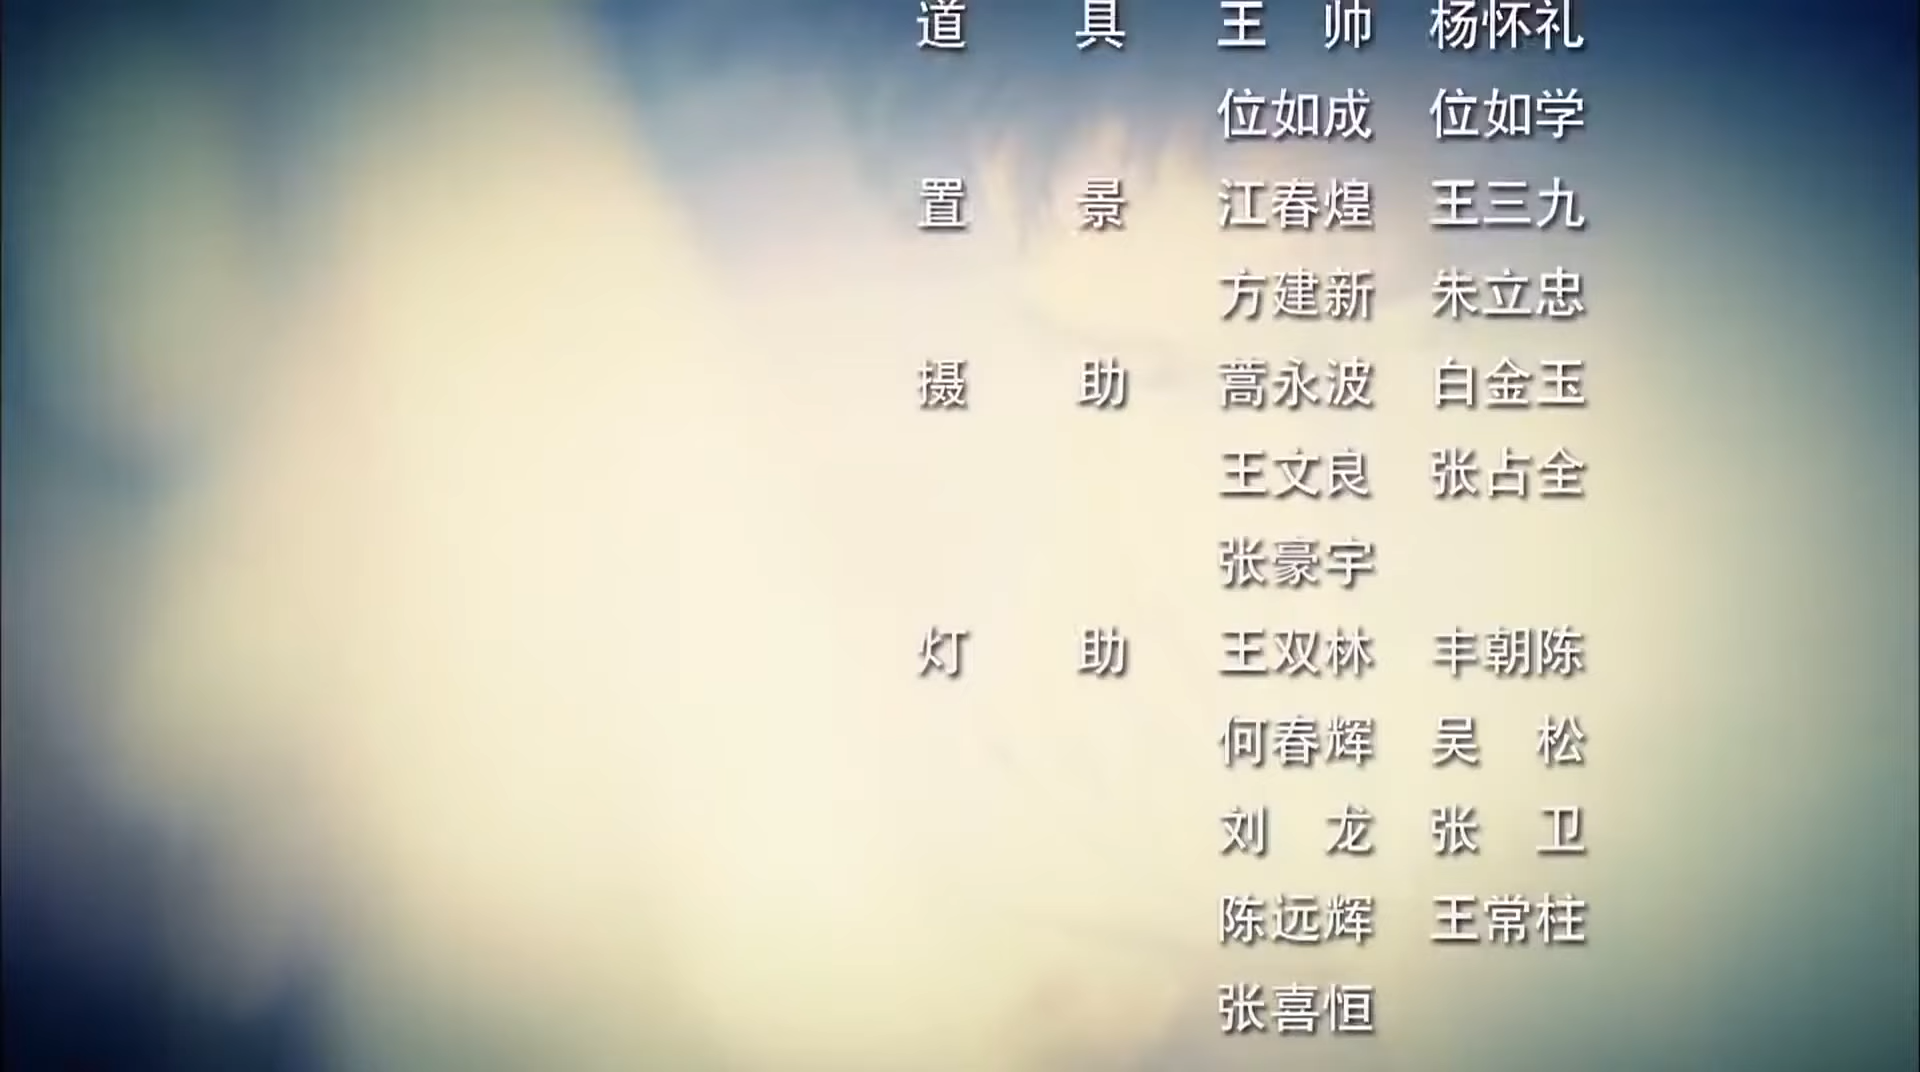 道具 王帅 杨怀礼
位如成 位如学
置景 江春煌 王三九
方建新 朱立忠
摄助 蒿永波 白金玉
王文良 张占全
张豪宇
灯助 王双林 丰朝陈
何春辉 吴松
刘龙 张卫
陈远辉 王常柱
张喜恒